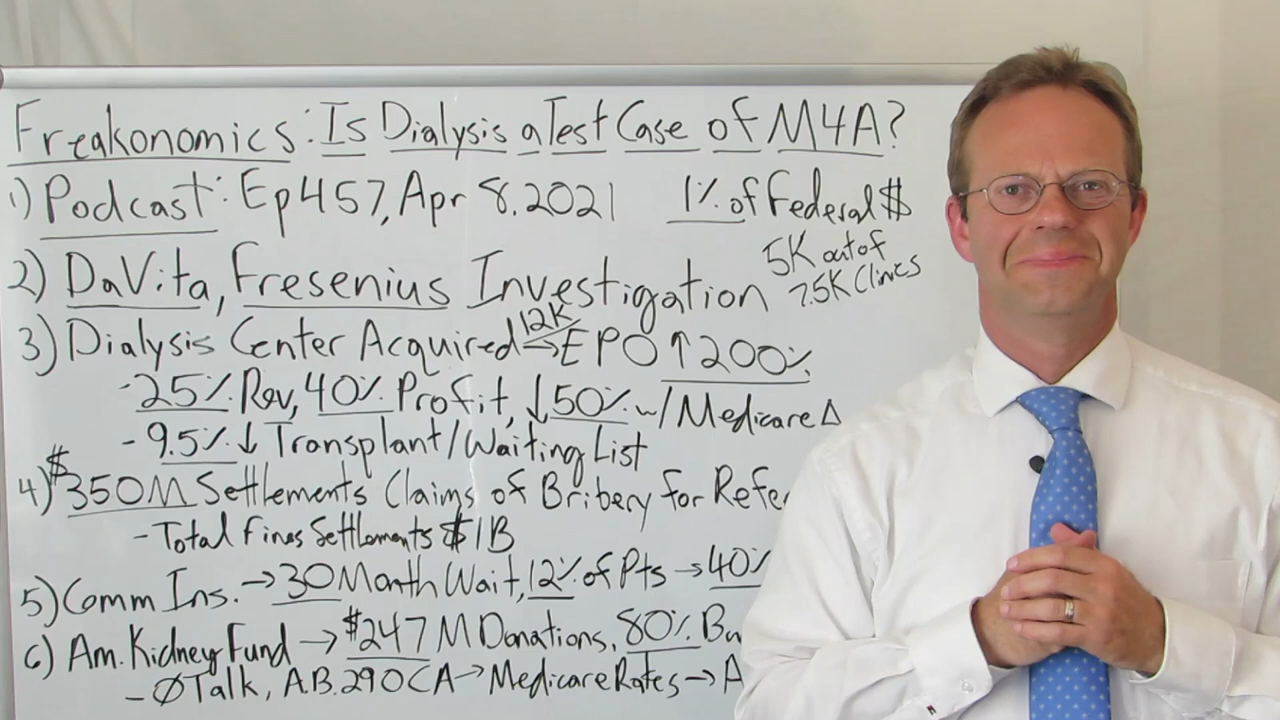 Freakonomics: Is Dialysis a Test Case of M4A?
1) Podcast: Ep 457, Apr 8, 2021 1% of Federal $
2) DaVita, Fresenius Investigation 5K out of
7.5K Clinics
3) Dialysis Center Acquired 12K → EPO ↑ 200%
- 25% Rev, 40% Profit, ↓ 50% w/ Medicare Δ
- 9.5% ↓ Transplant/Waiting List
4) $350M Settlements Claims of Bribery for Refe
- Total Fines Settlements $1B
5) Comm Ins. → 30 Month Wait, 12% of Pts → 40%
6) Am. Kidney Fund → $247 M Donations, 80%
- Ø Talk, A.B. 290 CA → Medicare Rates → A